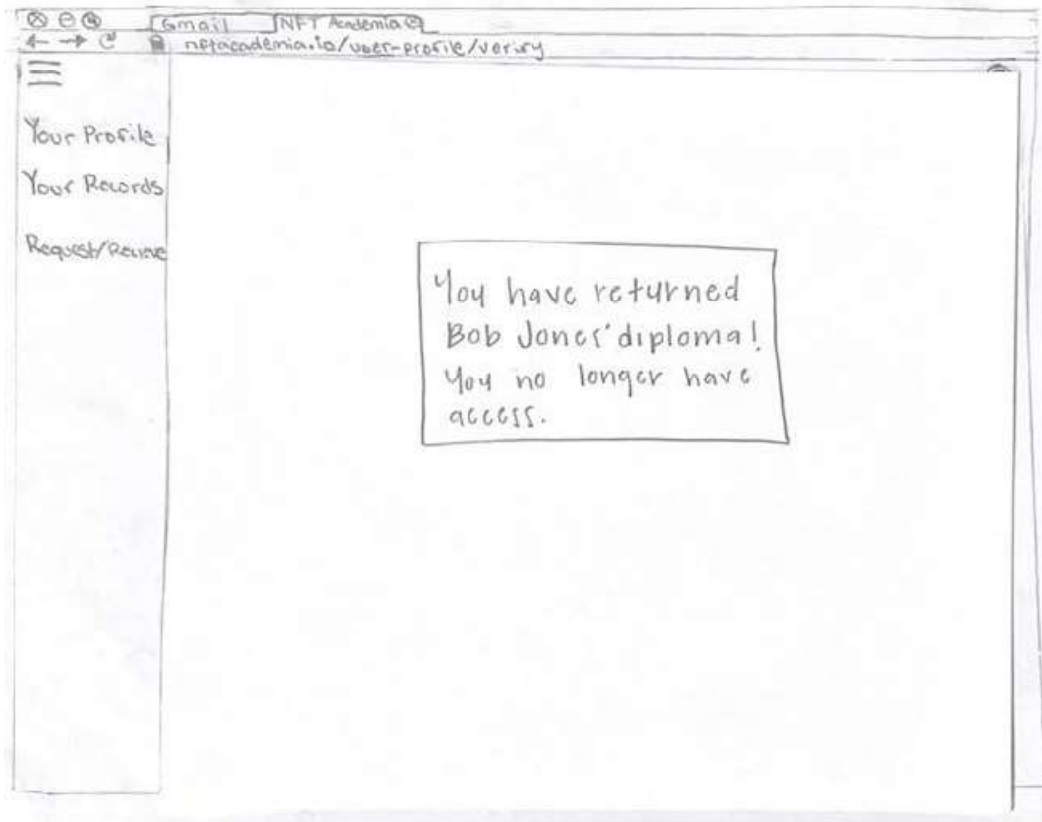 Gmail NFT Academia
nftacademia.io/user-profile/verify
Your Profile
Your Records
Request/Recieve
You have returned
Bob Jones' diploma!
You no longer have
access.